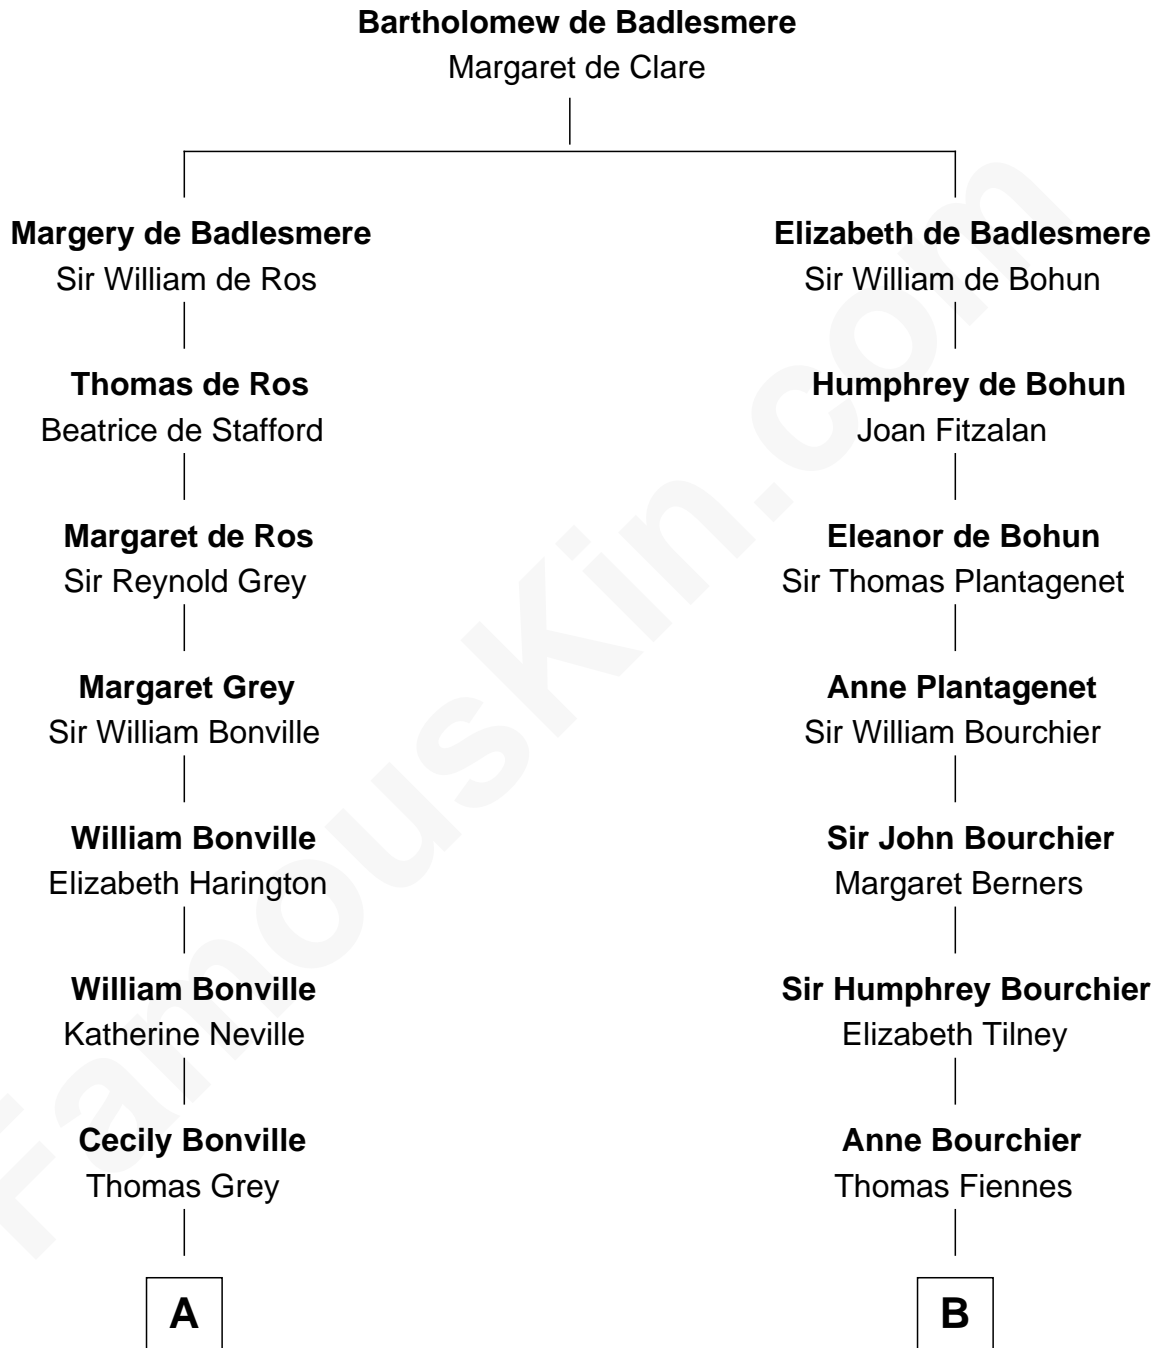 Bartholomew de Badlesmere
Margaret de Clare
Margery de Badlesmere
Sir William de Ros
Elizabeth de Badlesmere
Sir William de Bohun
Thomas de Ros
Beatrice de Stafford
Humphrey de Bohun
Joan Fitzalan
Margaret de Ros
Sir Reynold Grey
Eleanor de Bohun
Sir Thomas Plantagenet
Margaret Grey
Sir William Bonville
Anne Plantagenet
Sir William Bourchier
William Bonville
Elizabeth Harington
Sir John Bourchier
Margaret Berners
William Bonville
Katherine Neville
Sir Humphrey Bourchier
Elizabeth Tilney
Cecily Bonville
Thomas Grey
Anne Bourchier
Thomas Fiennes
A
B
FamousKin.com